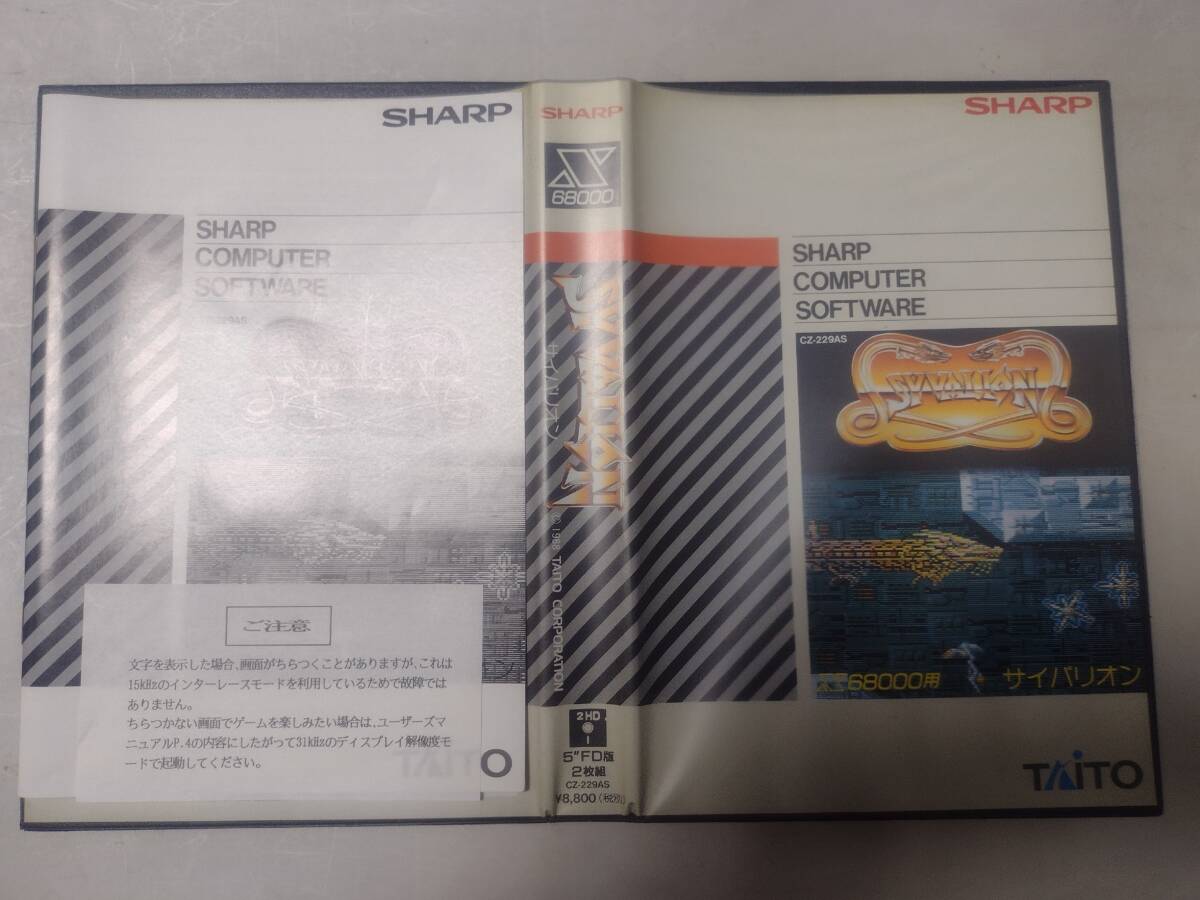 SHARP
SHARP
COMPUTER
SOFTWARE
ご注意
文字を表示した場合、画面がちらつくことがありますが、これは
15kHzのインターレースモードを利用しているためで故障では
ありません。
ちらつかない画面でゲームを楽しみたい場合は、ユーザーズマ
ニュアルP.4の内容にしたがって31kHzのディスプレイ解像度モ
ードで起動してください。
TAITO
SHARP
68000
SYVALION
サイバリオン
© 1988 TAITO CORPORATION
2HD
5"FD版
2枚組
CZ-229AS
¥8,800(税別)
SHARP
SHARP
COMPUTER
SOFTWARE
CZ-229AS
SYVALION
X68000用
サイバリオン
TAITO